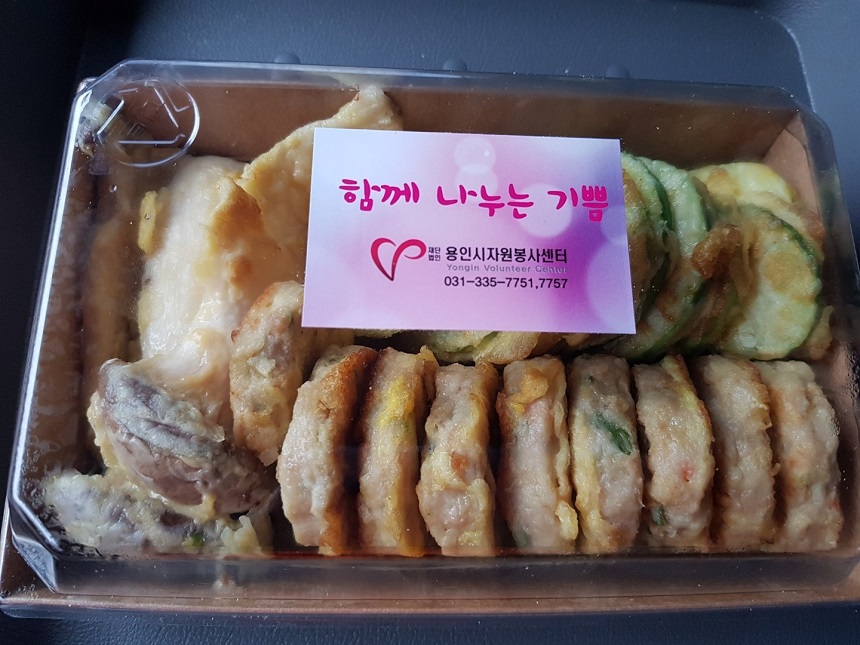 함께 나누는 기쁨
재단
법인
용인시자원봉사센터
Yongin Volunteer Center
031-335-7751,7757